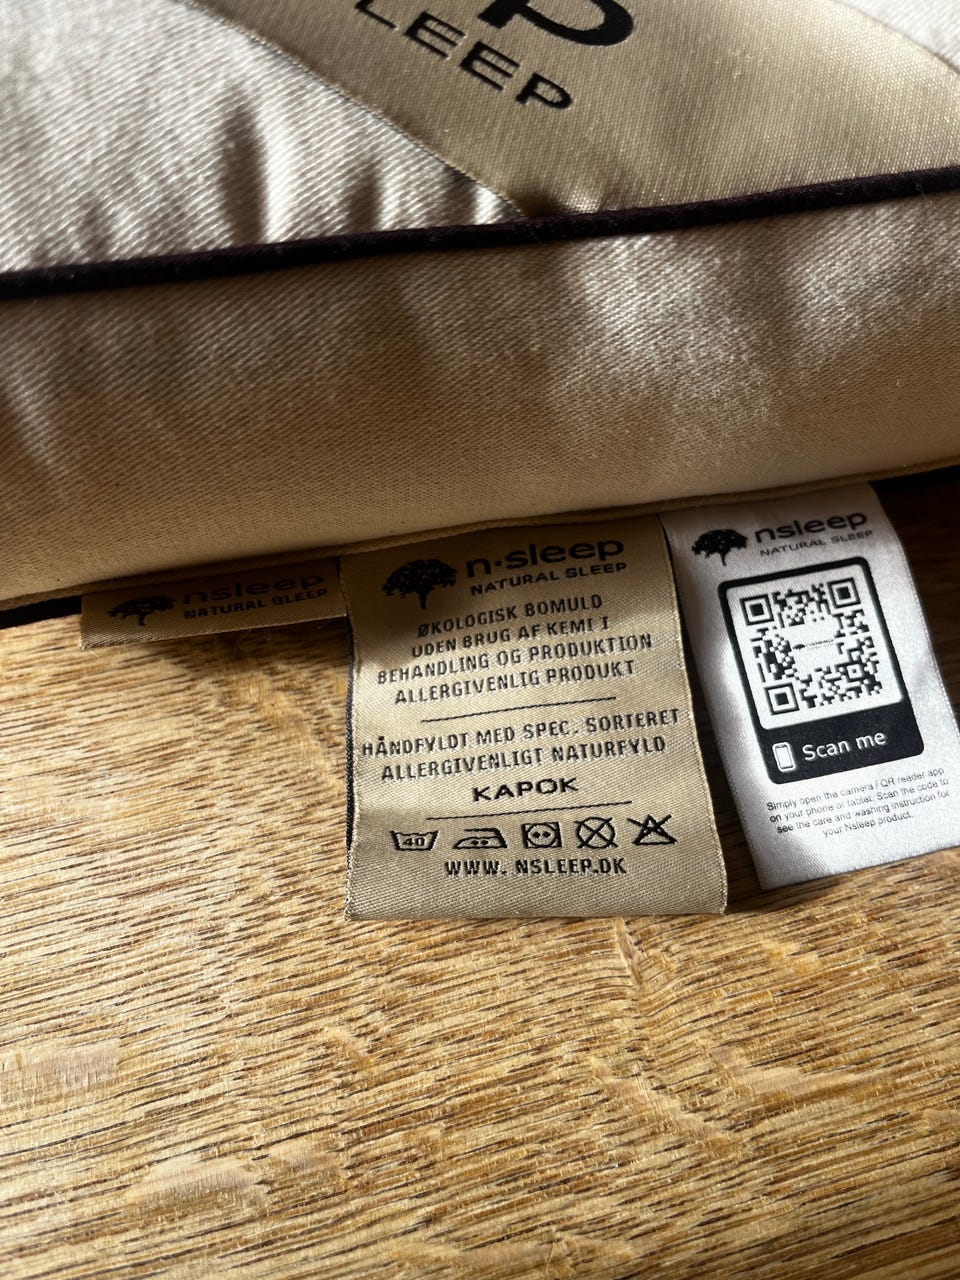 LEEP
nsleep
NATURAL SLEEP
n·sleep
NATURAL SLEEP
ØKOLOGISK BOMULD
UDEN BRUG AF KEMI I
BEHANDLING OG PRODUKTION
ALLERGIVENLIG PRODUKT
HÅNDFYLDT MED SPEC. SORTERET
ALLERGIVENLIGT NATURFYLD
KAPOK
40
WWW. NSLEEP.DK
nsleep
NATURAL SLEEP
Scan me
Simply open the camera / QR reader app
on your phone or tablet. Scan the code to
see the care and washing instruction for
your Nsleep product.